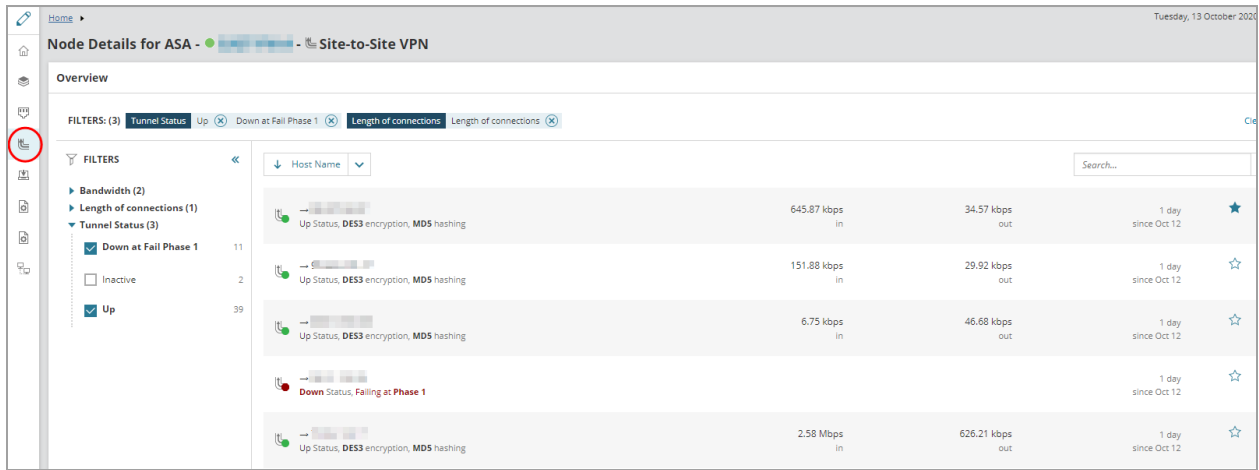 Home
Tuesday, 13 October 2020
Node Details for ASA - - Site-to-Site VPN
Overview
FILTERS: (3) Tunnel Status Up Down at Fail Phase 1 Length of connections Length of connections
Cle
FILTERS
Host Name
Search...
Bandwidth (2)
Length of connections (1)
Tunnel Status (3)
Down at Fail Phase 1 11
Inactive 2
Up 39
645.87 kbps 34.57 kbps 1 day
Up Status, DES3 encryption, MD5 hashing in out since Oct 12
151.88 kbps 29.92 kbps 1 day
Up Status, DES3 encryption, MD5 hashing in out since Oct 12
6.75 kbps 46.68 kbps 1 day
Up Status, DES3 encryption, MD5 hashing in out since Oct 12
1 day
Down Status, Failing at Phase 1 since Oct 12
2.58 Mbps 626.21 kbps 1 day
Up Status, DES3 encryption, MD5 hashing in out since Oct 12